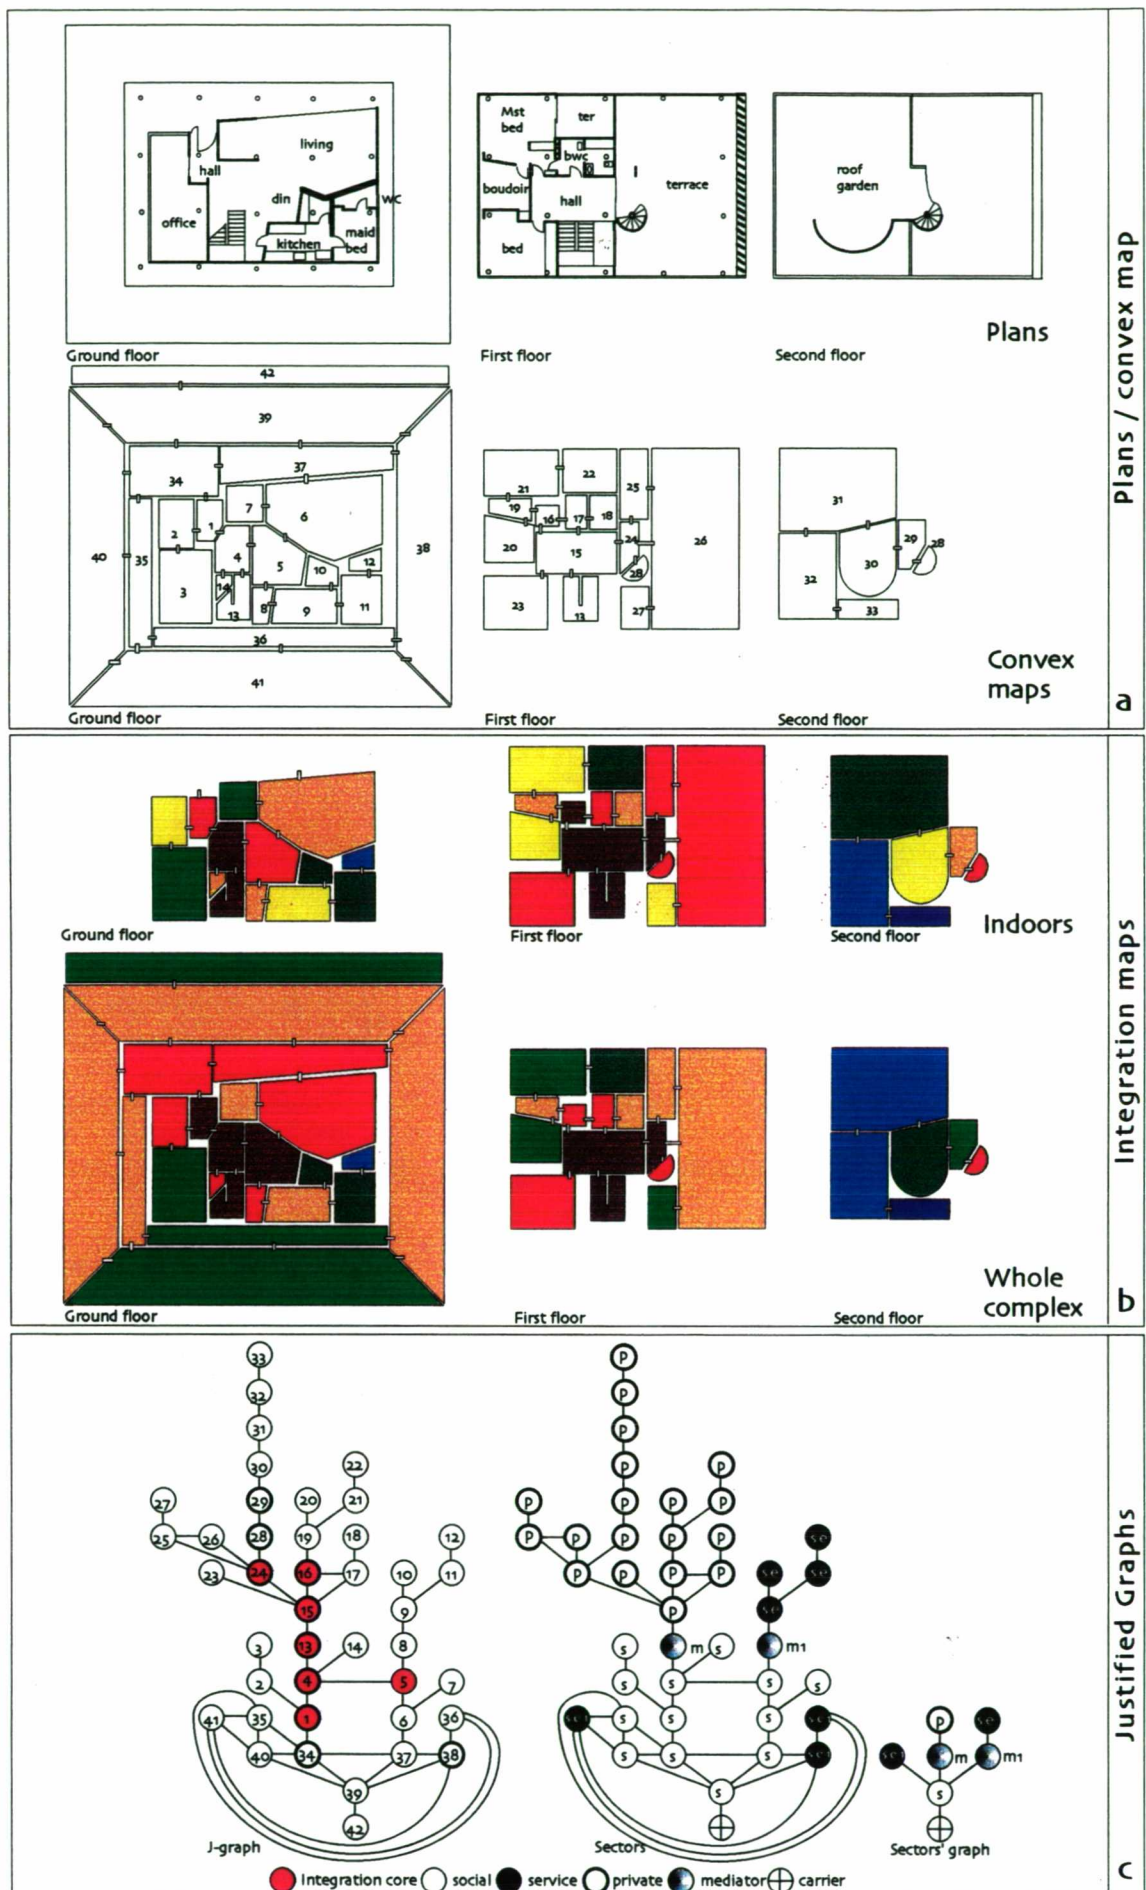 Mst
bed
ter
living
hall
bwc
boudoir
terrace
roof
garden
din
WC
hall
office
kitchen
maid
bed
bed
Plans
Ground floor
First floor
Second floor
42
39
37
34
7
6
21
22
25
31
19
16
17
18
2
1
40
35
4
5
38
20
15
24
26
29
28
30
3
10
12
28
32
14
13
8
9
11
23
13
27
33
36
41
Convex
maps
Ground floor
First floor
Second floor
Plans / convex map
a
Ground floor
First floor
Second floor
Indoors
Whole
complex
Ground floor
First floor
Second floor
Integration maps
b
33
32
31
30
22
27
29
20
21
25
26
28
19
18
12
23
24
16
17
10
11
15
9
3
13
14
8
2
4
5
7
41
35
1
6
36
40
34
37
38
39
42
J-graph
p
p
p
p
p
p
p
p
p
p
p
p
p
p
se
p
p
p
p
se
se
p
se
s
m
s
m1
s
s
s
s
s
s
s
s
s
s
s
Sectors
p
se
m
m1
s
Sectors' graph
Integration core
social
service
private
mediator
carrier
Justified Graphs
c